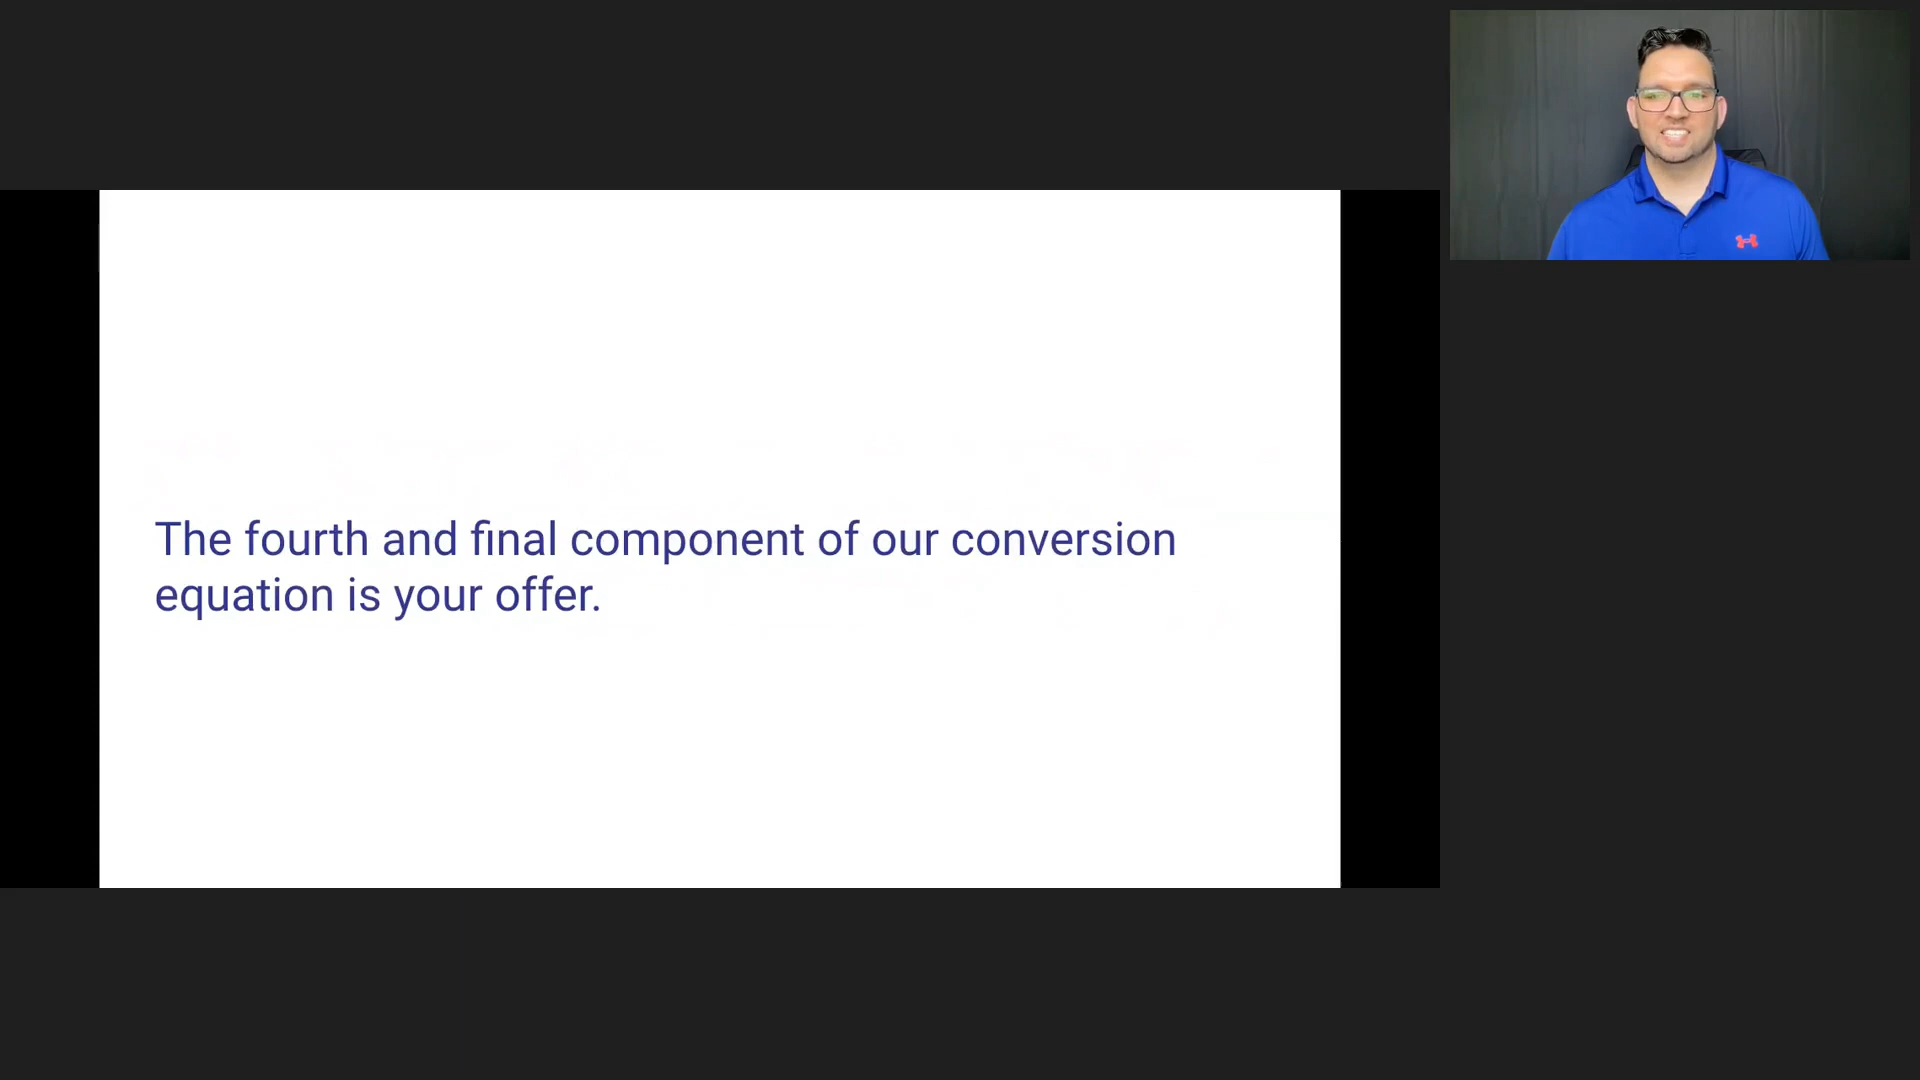 The fourth and final component of our conversion
equation is your offer.